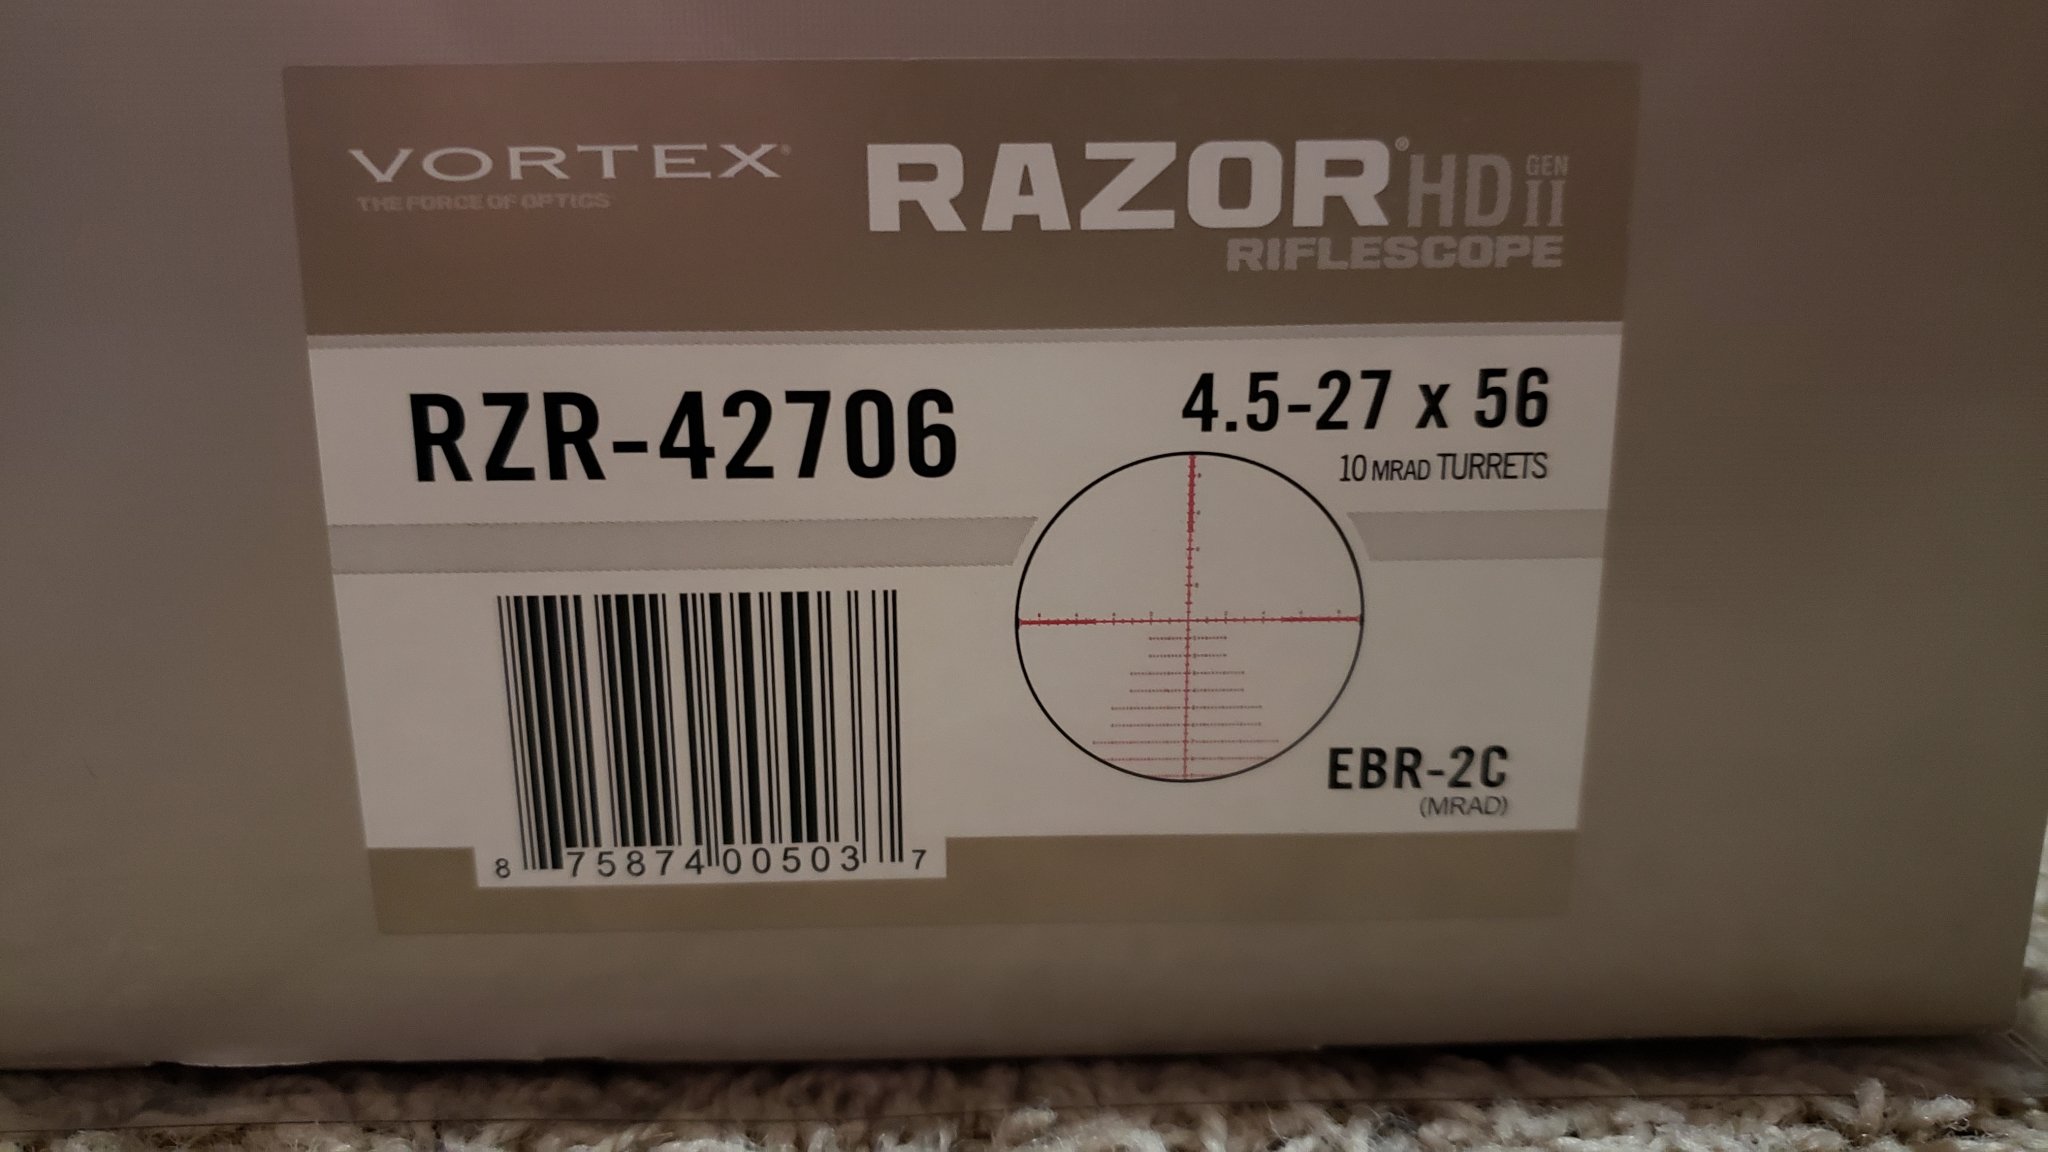 VORTEX®
THE FORCE OF OPTICS
RAZOR® HD GEN II
RIFLESCOPE
RZR-42706
4.5-27 x 56
10 MRAD TURRETS
EBR-2C
(MRAD)
8 75874 00503 7